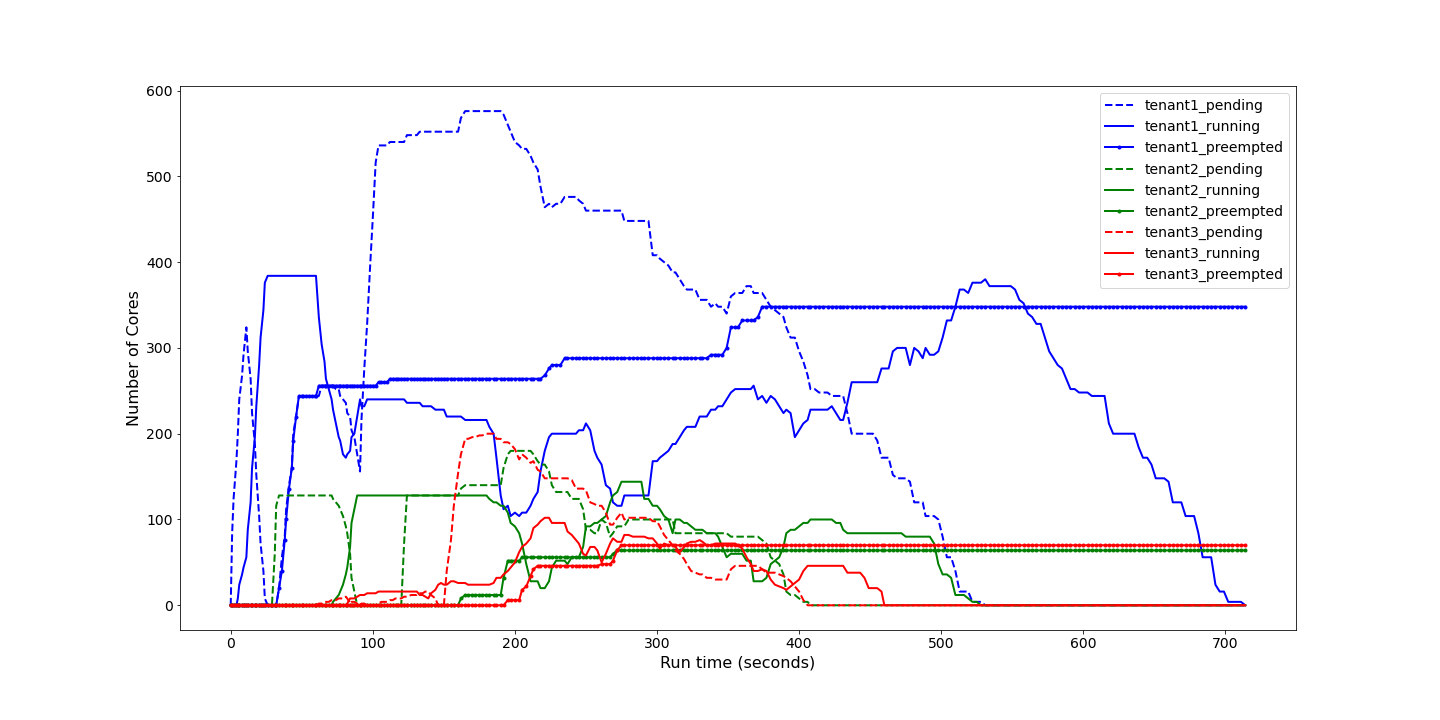 600
500
400
300
200
100
0
Number of Cores
0 100 200 300 400 500 600 700
Run time (seconds)
tenant1_pending
tenant1_running
tenant1_preempted
tenant2_pending
tenant2_running
tenant2_preempted
tenant3_pending
tenant3_running
tenant3_preempted